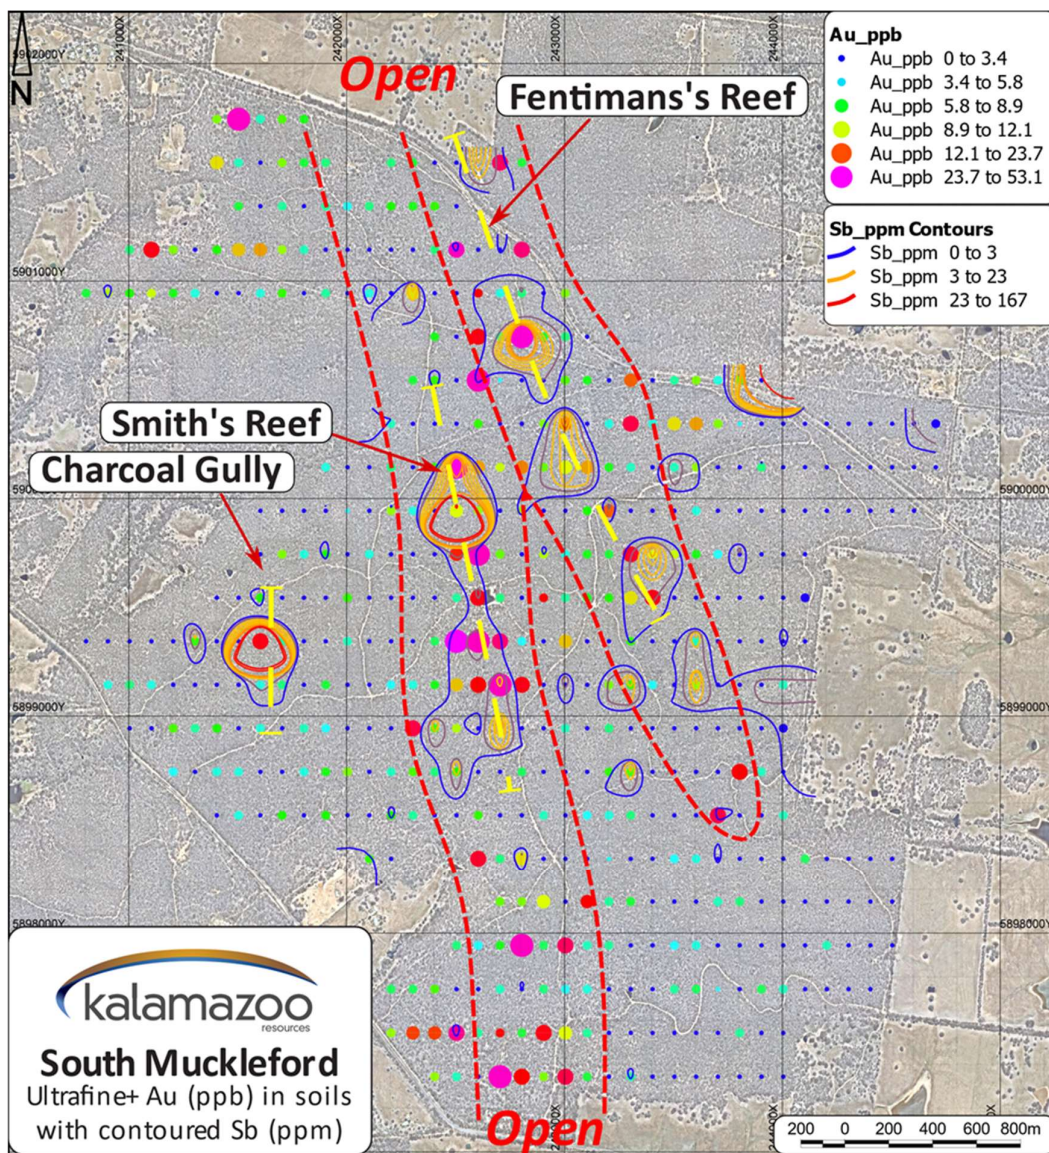 241000X
242000X
243000X
244000X
5902000Y
N
Open
Fentimans's Reef
Au_ppb
Au_ppb 0 to 3.4
Au_ppb 3.4 to 5.8
Au_ppb 5.8 to 8.9
Au_ppb 8.9 to 12.1
Au_ppb 12.1 to 23.7
Au_ppb 23.7 to 53.1
Sb_ppm Contours
Sb_ppm 0 to 3
Sb_ppm 3 to 23
Sb_ppm 23 to 167
5901000Y
Smith's Reef
Charcoal Gully
5900000Y
5899000Y
5898000Y
kalamazoo
resources
South Muckleford
Ultrafine+ Au (ppb) in soils
with contoured Sb (ppm)
Open
242000X
200 0 200 400 600 800m